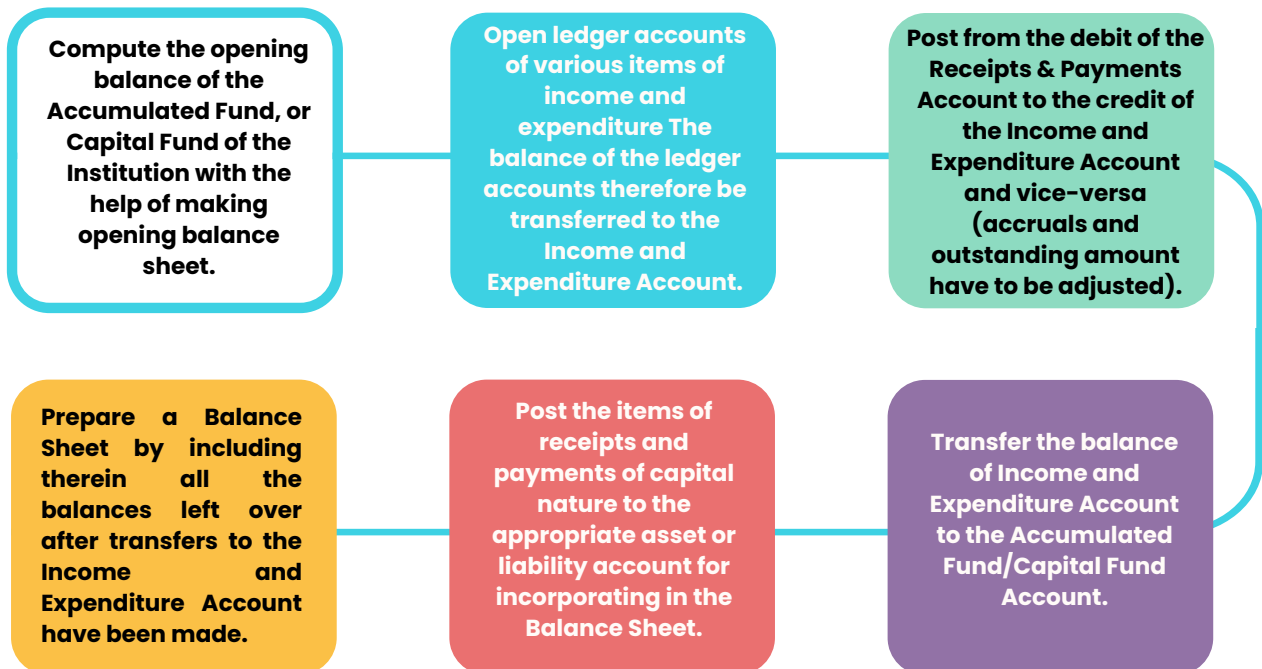 Compute the opening
balance of the
Accumulated Fund, or
Capital Fund of the
Institution with the
help of making
opening balance
sheet.
Open ledger accounts
of various items of
income and
expenditure The
balance of the ledger
accounts therefore be
transferred to the
Income and
Expenditure Account.
Post from the debit of the
Receipts & Payments
Account to the credit of
the Income and
Expenditure Account
and vice-versa
(accruals and
outstanding amount
have to be adjusted).
Transfer the balance
of Income and
Expenditure Account
to the Accumulated
Fund/Capital Fund
Account.
Post the items of
receipts and
payments of capital
nature to the
appropriate asset or
liability account for
incorporating in the
Balance Sheet.
Prepare a Balance
Sheet by including
therein all the
balances left over
after transfers to the
Income and
Expenditure Account
have been made.